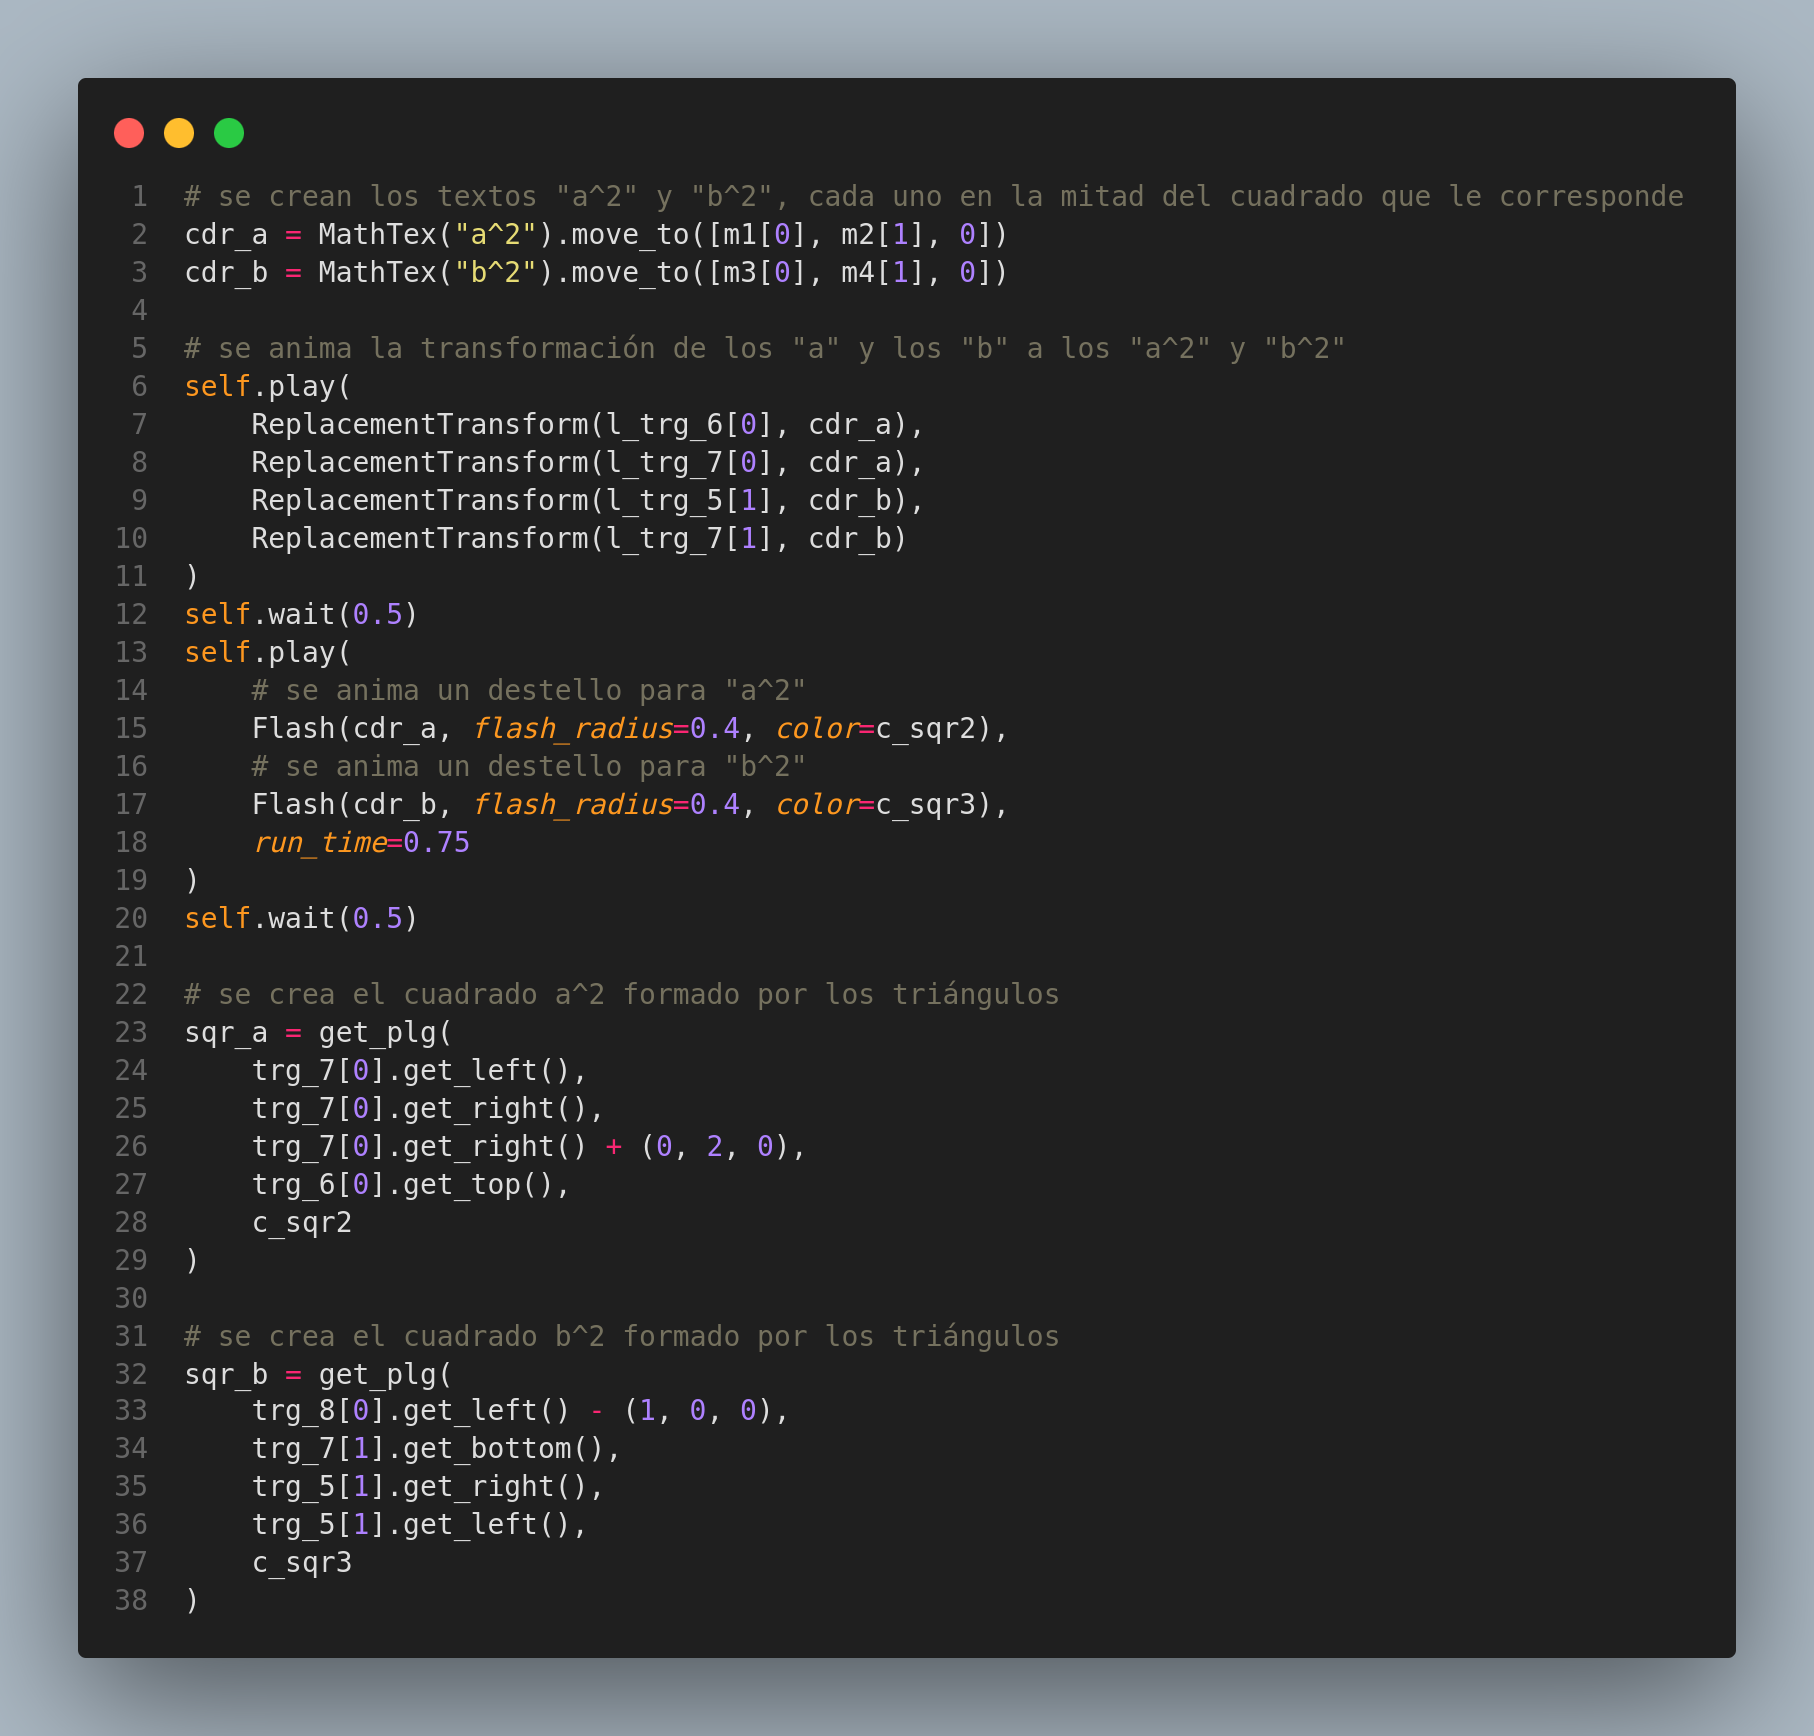 1 # se crean los textos "a^2" y "b^2", cada uno en la mitad del cuadrado que le corresponde
2 cdr_a = MathTex("a^2").move_to([m1[0], m2[1], 0])
3 cdr_b = MathTex("b^2").move_to([m3[0], m4[1], 0])
4
5 # se anima la transformación de los "a" y los "b" a los "a^2" y "b^2"
6 self.play(
7     ReplacementTransform(l_trg_6[0], cdr_a),
8     ReplacementTransform(l_trg_7[0], cdr_a),
9     ReplacementTransform(l_trg_5[1], cdr_b),
10     ReplacementTransform(l_trg_7[1], cdr_b)
11 )
12 self.wait(0.5)
13 self.play(
14     # se anima un destello para "a^2"
15     Flash(cdr_a, flash_radius=0.4, color=c_sqr2),
16     # se anima un destello para "b^2"
17     Flash(cdr_b, flash_radius=0.4, color=c_sqr3),
18     run_time=0.75
19 )
20 self.wait(0.5)
21
22 # se crea el cuadrado a^2 formado por los triángulos
23 sqr_a = get_plg(
24     trg_7[0].get_left(),
25     trg_7[0].get_right(),
26     trg_7[0].get_right() + (0, 2, 0),
27     trg_6[0].get_top(),
28     c_sqr2
29 )
30
31 # se crea el cuadrado b^2 formado por los triángulos
32 sqr_b = get_plg(
33     trg_8[0].get_left() - (1, 0, 0),
34     trg_7[1].get_bottom(),
35     trg_5[1].get_right(),
36     trg_5[1].get_left(),
37     c_sqr3
38 )